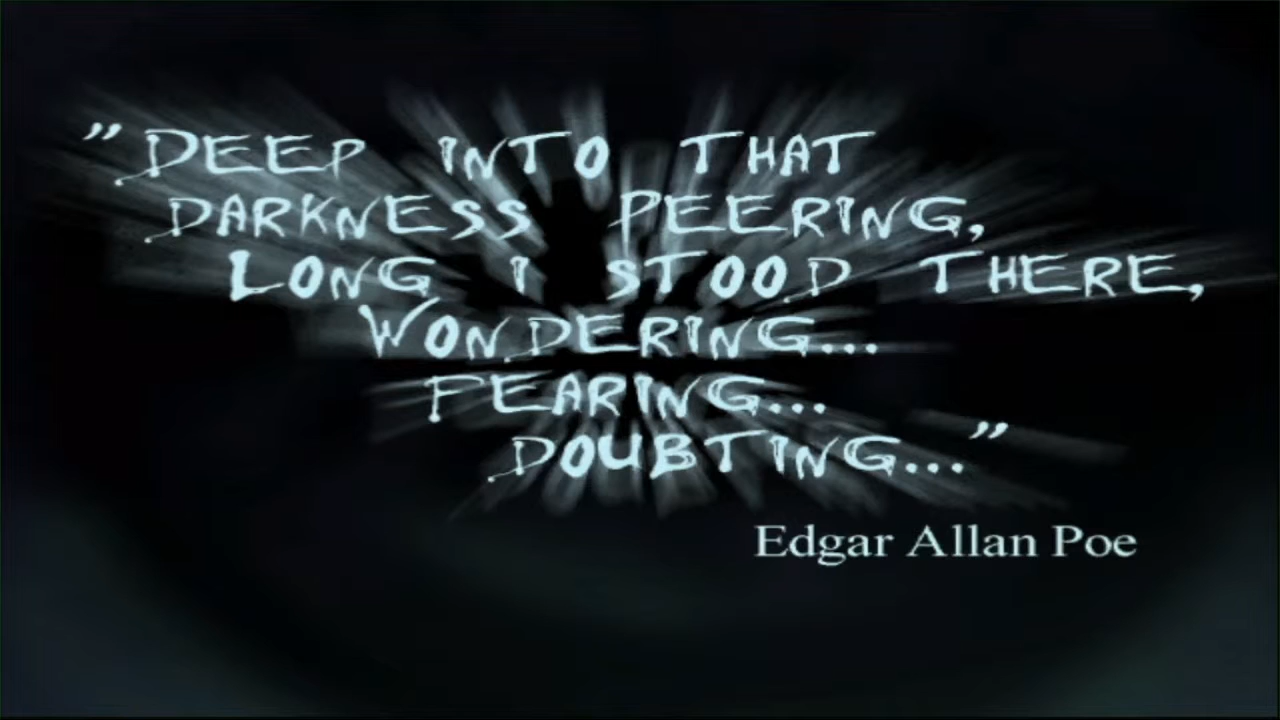 ”DEEP INTO THAT
DARKNESS PEERING,
LONG I STOOD THERE,
WONDERING...
FEARING...
DOUBTING...”
Edgar Allan Poe